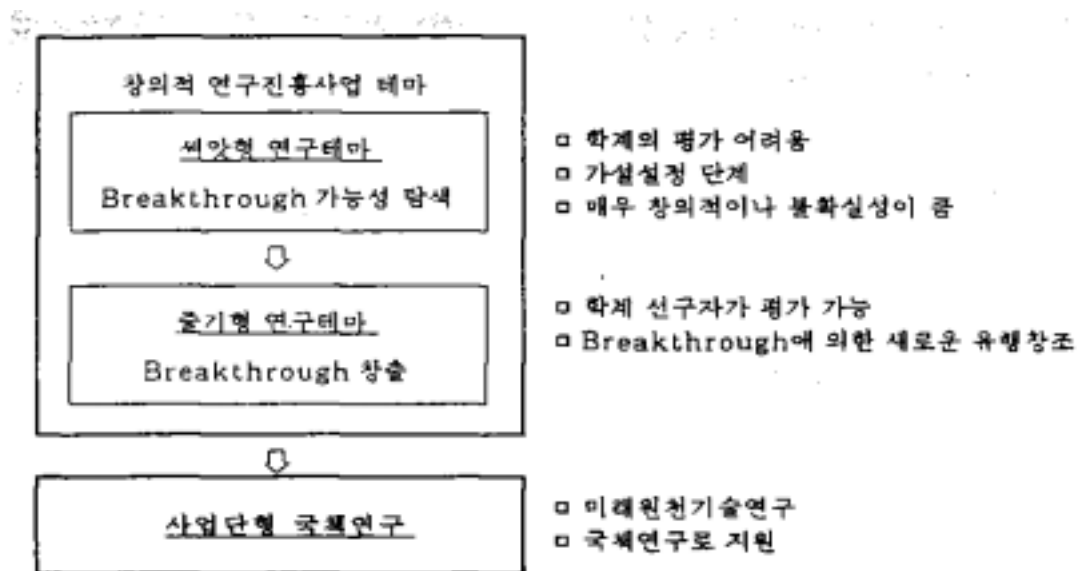 창의적 연구진흥사업 테마
씨앗형 연구테마
Breakthrough 가능성 탐색
□ 학계의 평가 어려움
□ 가설설정 단계
□ 매우 창의적이나 불확실성이 큼
줄기형 연구테마
Breakthrough 창출
□ 학계 선구자가 평가 가능
□ Breakthrough에 의한 새로운 유행창조
사업단형 국책연구
□ 미래원천기술연구
□ 국책연구로 지원